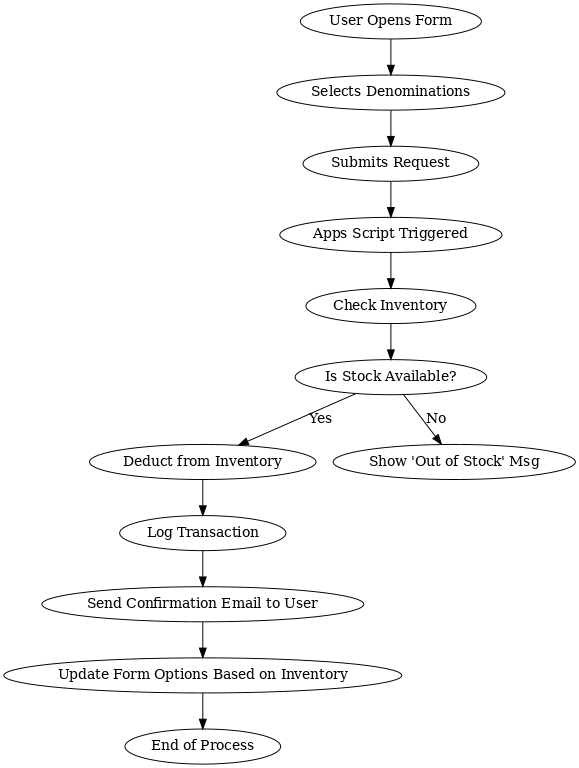 User Opens Form
Selects Denominations
Submits Request
Apps Script Triggered
Check Inventory
Is Stock Available?
Yes
No
Deduct from Inventory
Show 'Out of Stock' Msg
Log Transaction
Send Confirmation Email to User
Update Form Options Based on Inventory
End of Process